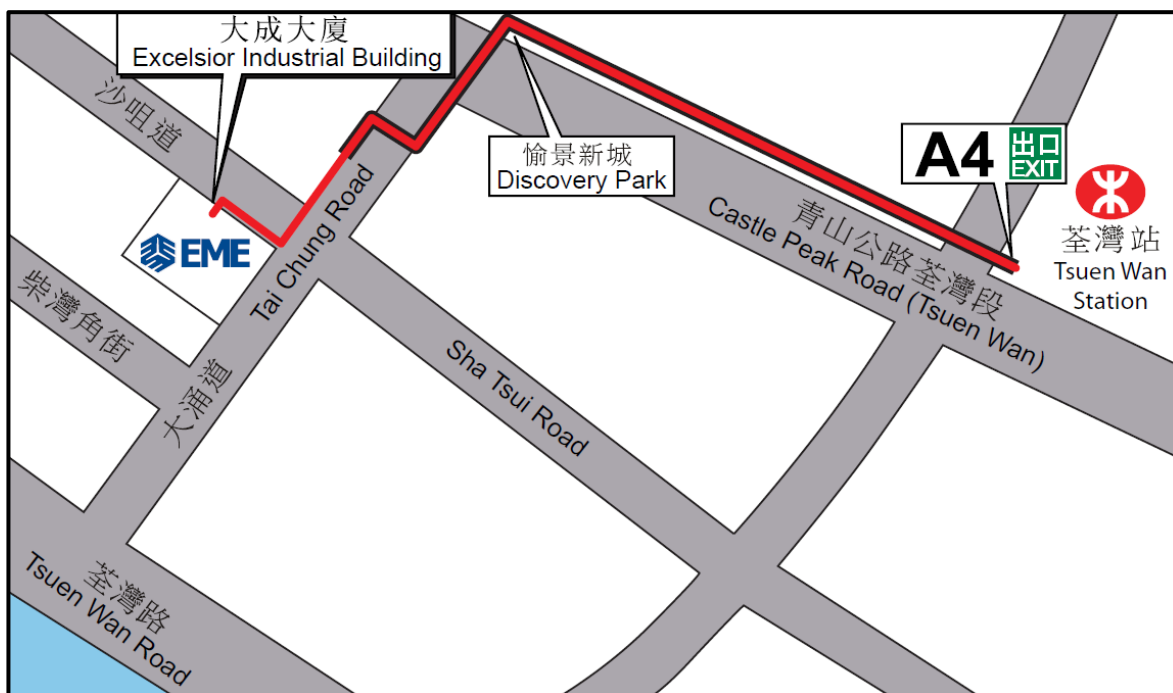 大成大廈
Excelsior Industrial Building
沙咀道
愉景新城
Discovery Park
A4
出口
EXIT
荃灣站
Tsuen Wan
Station
青山公路荃灣段
Castle Peak Road (Tsuen Wan)
EME
Tai Chung Road
大涌道
柴灣角街
Sha Tsui Road
荃灣路
Tsuen Wan Road